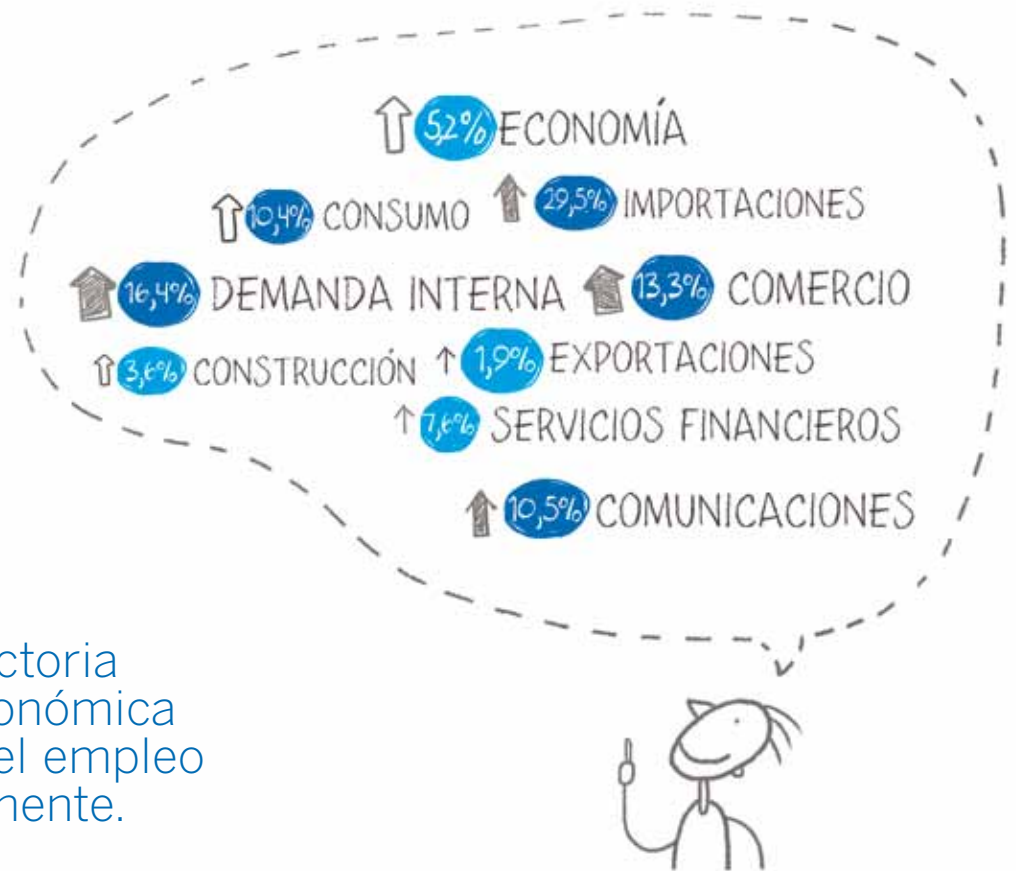 5,2% ECONOMÍA
10,4% CONSUMO 29,5% IMPORTACIONES
16,4% DEMANDA INTERNA 13,3% COMERCIO
3,6% CONSTRUCCIÓN 1,9% EXPORTACIONES
7,6% SERVICIOS FINANCIEROS
10,5% COMUNICACIONES
ctoria
onómica
el empleo
nente.